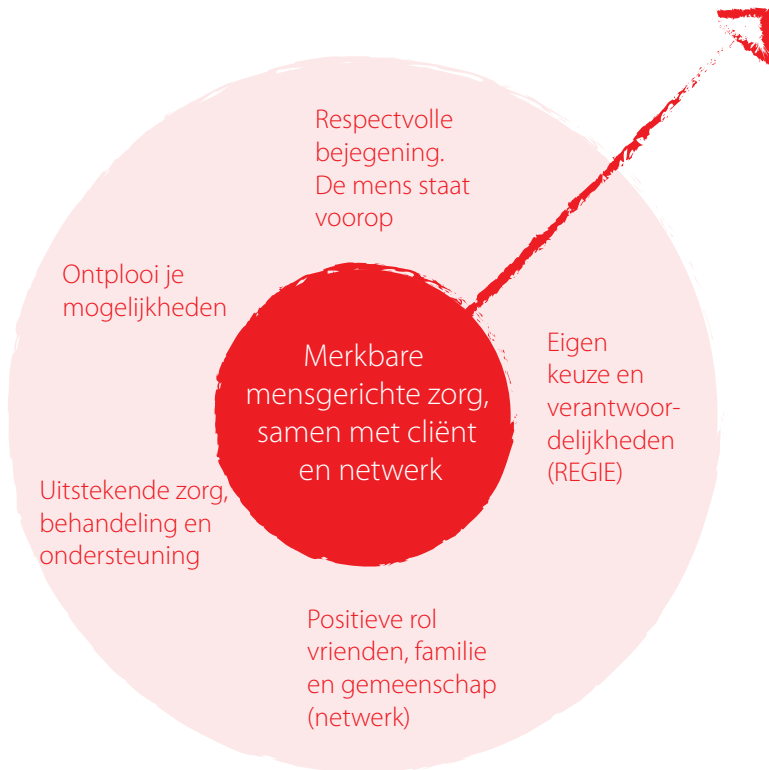 Respectvolle
bejegening.
De mens staat
voorop
Ontplooi je
mogelijkheden
Merkbare
mensgerichte zorg,
samen met cliënt
en netwerk
Eigen
keuze en
verantwoor-
delijkheden
(REGIE)
Uitstekende zorg,
behandeling en
ondersteuning
Positieve rol
vrienden, familie
en gemeenschap
(netwerk)